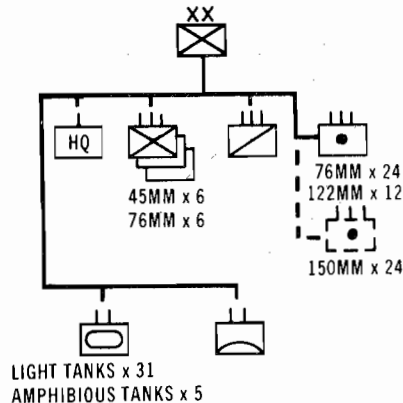 XX
HQ
45MM x 6
76MM x 6
76MM x 24
122MM x 12
150MM x 24
LIGHT TANKS x 31
AMPHIBIOUS TANKS x 5